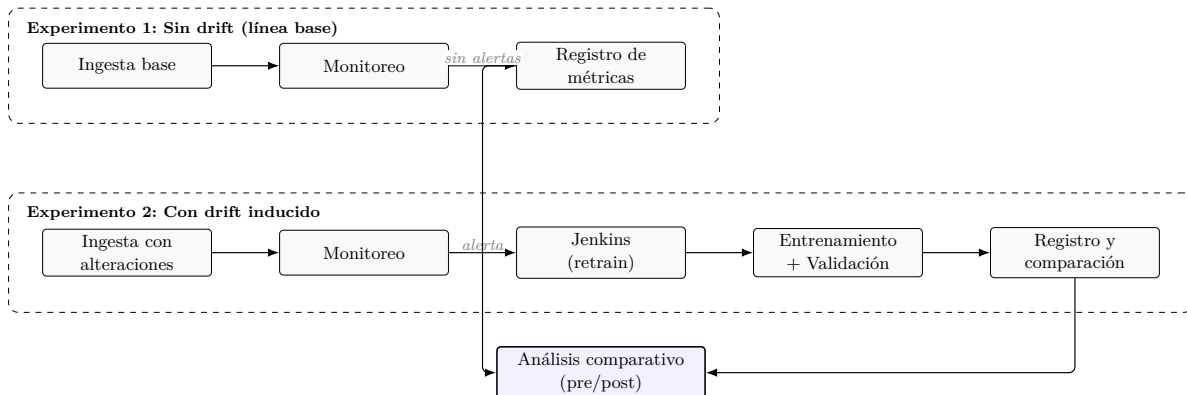 Experimento 1: Sin drift (línea base)
Ingesta base
Monitoreo
sin alertas
Registro de
métricas
Experimento 2: Con drift inducido
Ingesta con
alteraciones
Monitoreo
alerta
Jenkins
(retrain)
Entrenamiento
+ Validación
Registro y
comparación
Análisis comparativo
(pre/post)